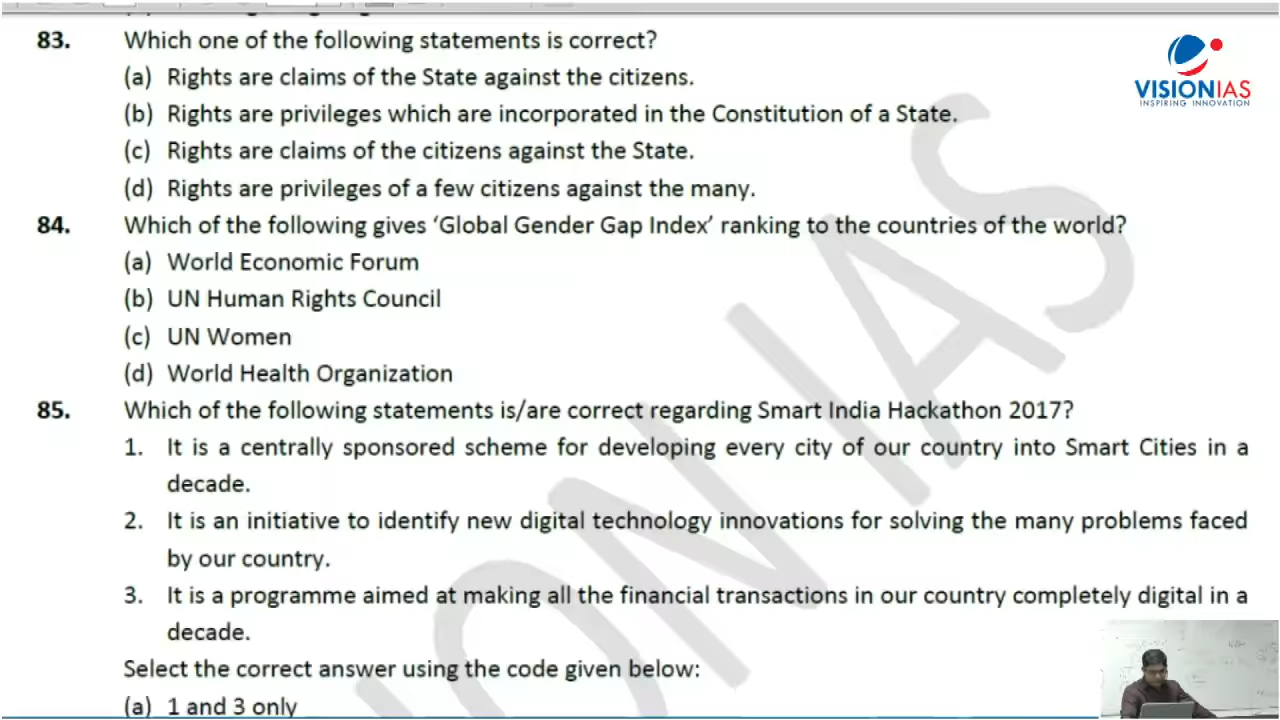 83. Which one of the following statements is correct?
(a) Rights are claims of the State against the citizens.
(b) Rights are privileges which are incorporated in the Constitution of a State.
(c) Rights are claims of the citizens against the State.
(d) Rights are privileges of a few citizens against the many.
84. Which of the following gives ‘Global Gender Gap Index’ ranking to the countries of the world?
(a) World Economic Forum
(b) UN Human Rights Council
(c) UN Women
(d) World Health Organization
85. Which of the following statements is/are correct regarding Smart India Hackathon 2017?
1. It is a centrally sponsored scheme for developing every city of our country into Smart Cities in a
decade.
2. It is an initiative to identify new digital technology innovations for solving the many problems faced
by our country.
3. It is a programme aimed at making all the financial transactions in our country completely digital in a
decade.
Select the correct answer using the code given below:
(a) 1 and 3 only
VISIONIAS
INSPIRING INNOVATION
ION IAS